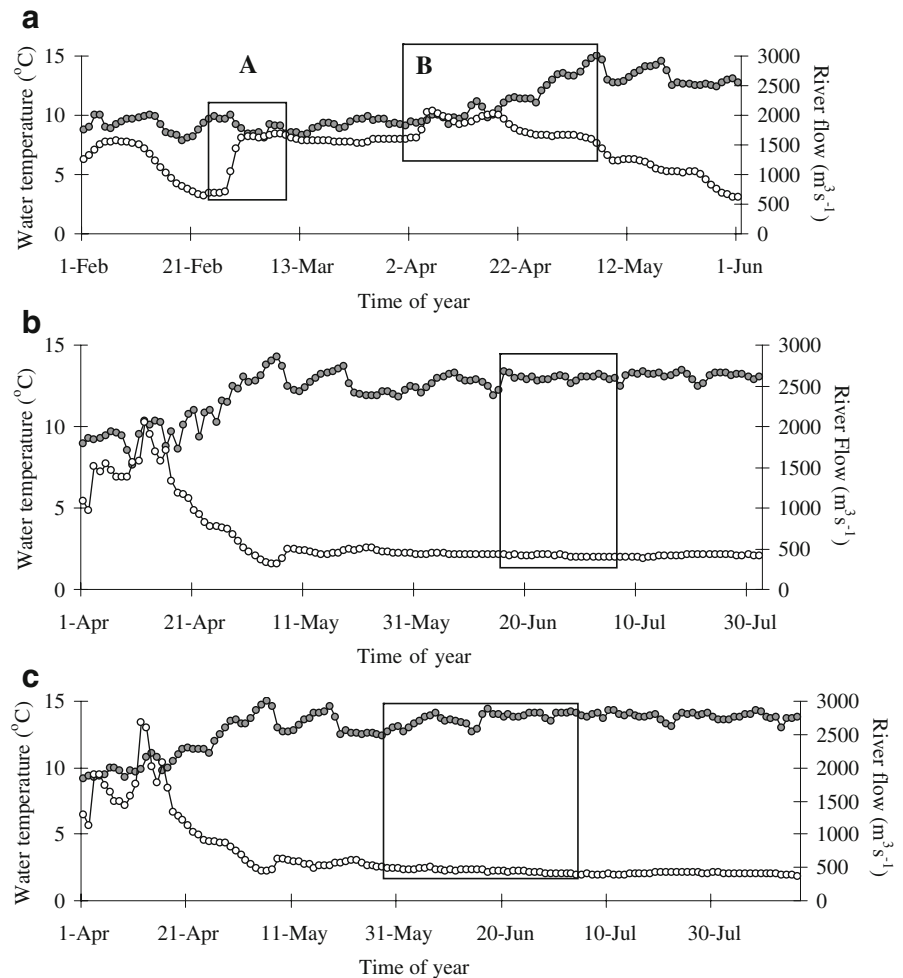 a
A
B
Water temperature (°C)
15
10
5
0
3000
2500
2000
1500
1000
500
0
River flow (m³s⁻¹)
1-Feb 21-Feb 13-Mar 2-Apr 22-Apr 12-May 1-Jun
Time of year
b
Water temperature (°C)
15
10
5
0
3000
2500
2000
1500
1000
500
0
River Flow (m³s⁻¹)
1-Apr 21-Apr 11-May 31-May 20-Jun 10-Jul 30-Jul
Time of year
c
Water temperature (°C)
15
10
5
0
3000
2500
2000
1500
1000
500
0
River flow (m³s⁻¹)
1-Apr 21-Apr 11-May 31-May 20-Jun 10-Jul 30-Jul
Time of year